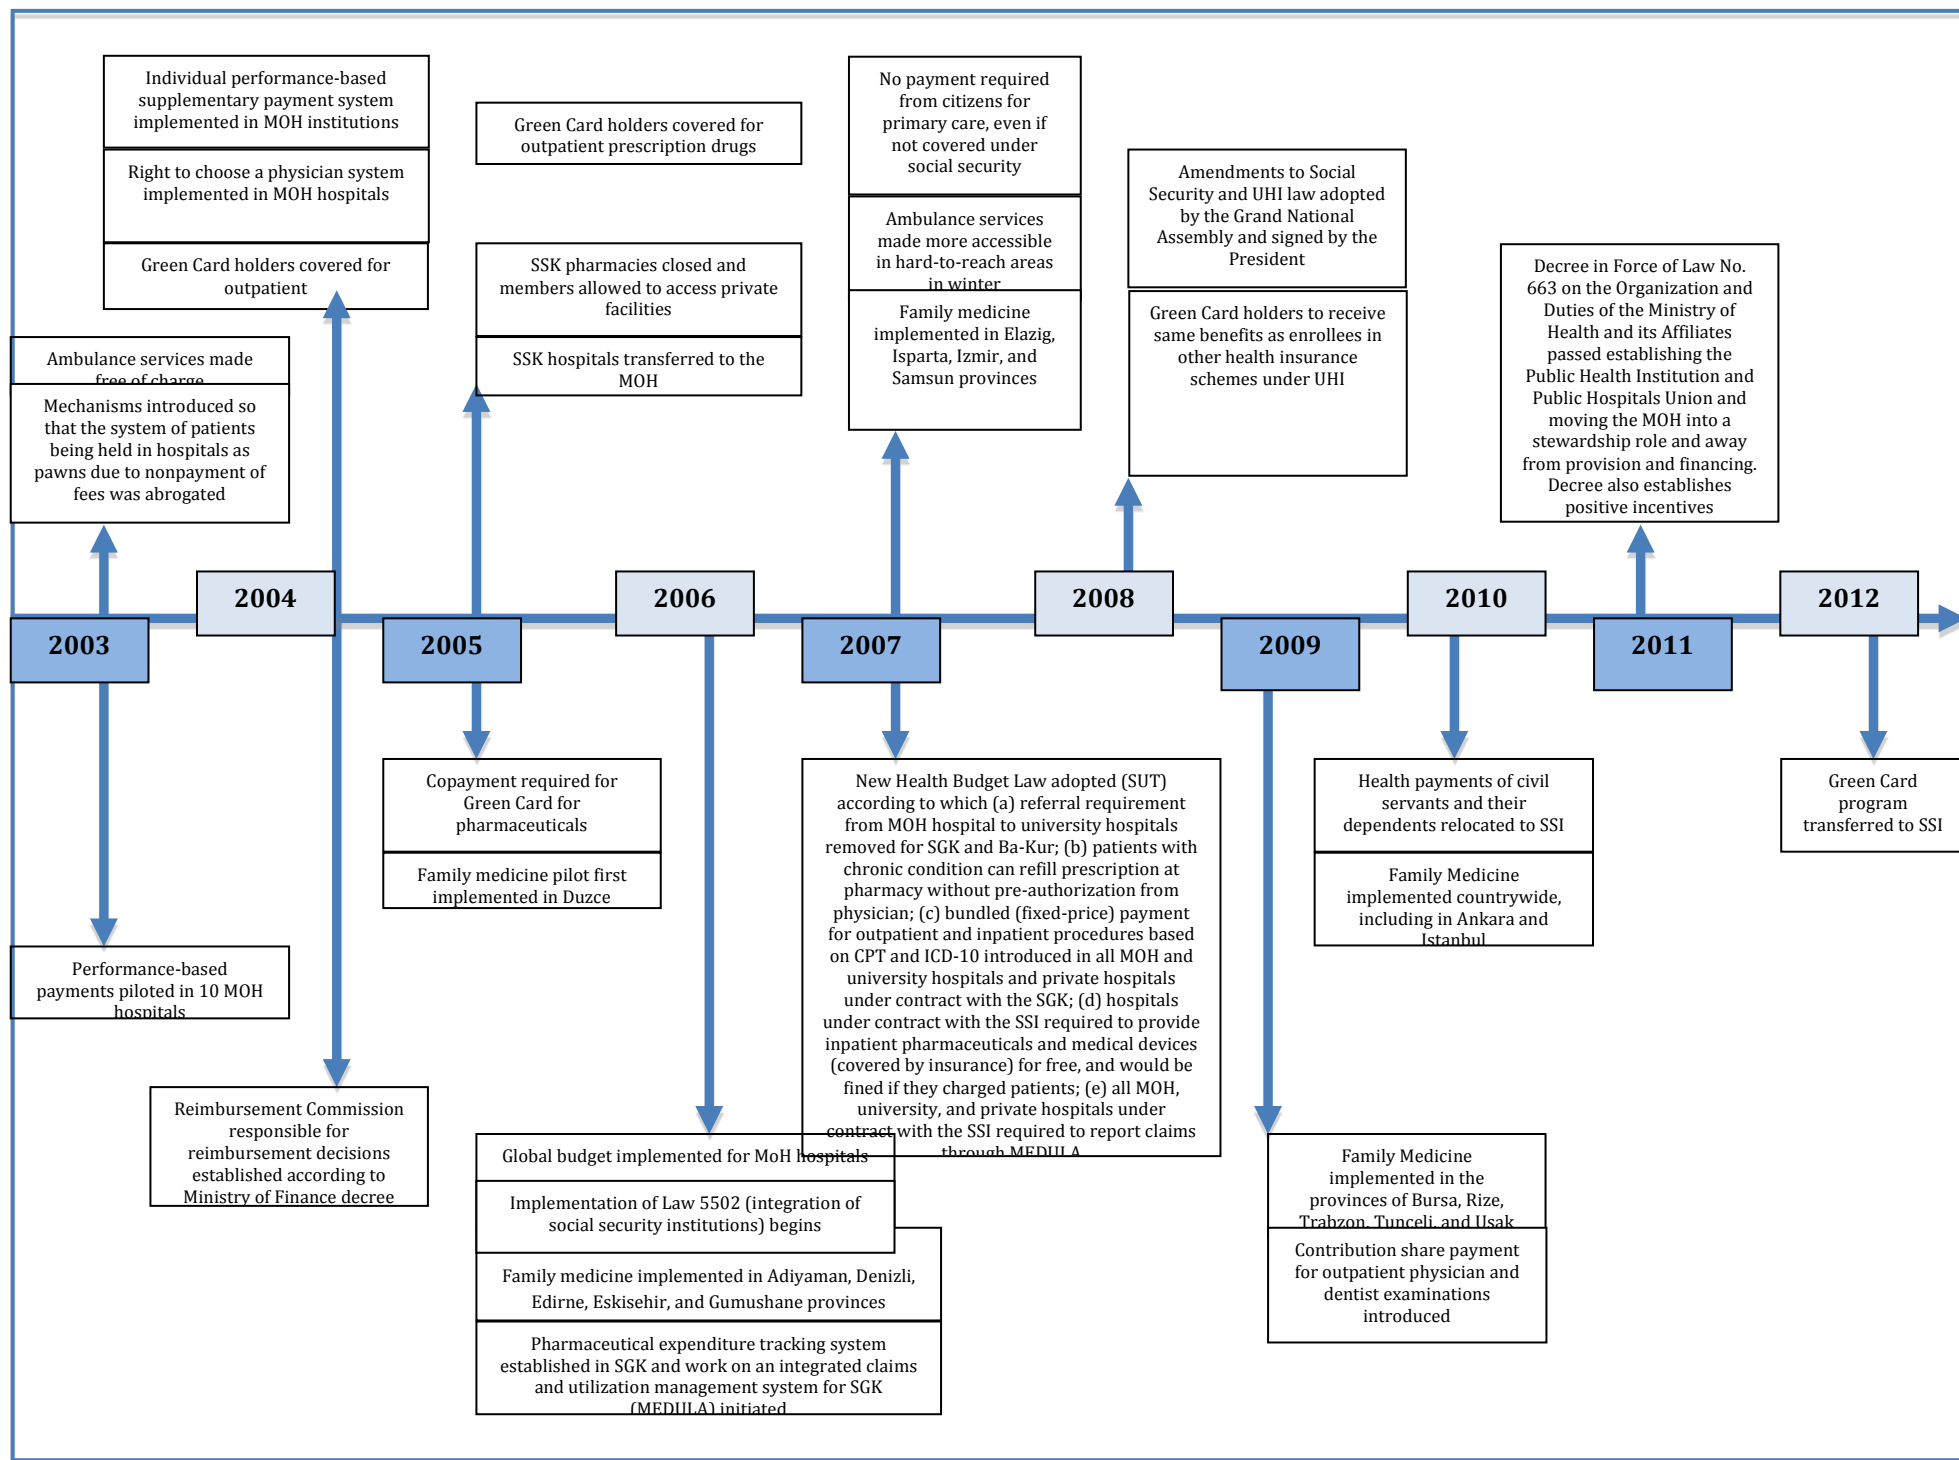 Individual performance-based
supplementary payment system
implemented in MOH institutions
Right to choose a physician system
implemented in MOH hospitals
Green Card holders covered for
outpatient
Ambulance services made
free of charge
Mechanisms introduced so
that the system of patients
being held in hospitals as
pawns due to nonpayment of
fees was abrogated
Green Card holders covered for
outpatient prescription drugs
SSK pharmacies closed and
members allowed to access private
facilities
SSK hospitals transferred to the
MOH
No payment required
from citizens for
primary care, even if
not covered under
social security
Ambulance services
made more accessible
in hard-to-reach areas
in winter
Family medicine
implemented in Elazig,
Isparta, Izmir, and
Samsun provinces
Amendments to Social
Security and UHI law adopted
by the Grand National
Assembly and signed by the
President
Green Card holders to receive
same benefits as enrollees in
other health insurance
schemes under UHI
Decree in Force of Law No.
663 on the Organization and
Duties of the Ministry of
Health and its Affiliates
passed establishing the
Public Health Institution and
Public Hospitals Union and
moving the MOH into a
stewardship role and away
from provision and financing.
Decree also establishes
positive incentives
2003
2004
2005
2006
2007
2008
2009
2010
2011
2012
Performance-based
payments piloted in 10 MOH
hospitals
Reimbursement Commission
responsible for
reimbursement decisions
established according to
Ministry of Finance decree
Copayment required for
Green Card for
pharmaceuticals
Family medicine pilot first
implemented in Duzce
Global budget implemented for MoH hospitals
Implementation of Law 5502 (integration of
social security institutions) begins
Family medicine implemented in Adiyaman, Denizli,
Edirne, Eskisehir, and Gumushane provinces
Pharmaceutical expenditure tracking system
established in SGK and work on an integrated claims
and utilization management system for SGK
(MEDULA) initiated
New Health Budget Law adopted (SUT)
according to which (a) referral requirement
from MOH hospital to university hospitals
removed for SGK and Ba-Kur; (b) patients with
chronic condition can refill prescription at
pharmacy without pre-authorization from
physician; (c) bundled (fixed-price) payment
for outpatient and inpatient procedures based
on CPT and ICD-10 introduced in all MOH and
university hospitals and private hospitals
under contract with the SGK; (d) hospitals
under contract with the SSI required to provide
inpatient pharmaceuticals and medical devices
(covered by insurance) for free, and would be
fined if they charged patients; (e) all MOH,
university, and private hospitals under
contract with the SSI required to report claims
through MEDULA
Family Medicine
implemented in the
provinces of Bursa, Rize,
Trabzon, Tunceli, and Usak
Contribution share payment
for outpatient physician and
dentist examinations
introduced
Health payments of civil
servants and their
dependents relocated to SSI
Family Medicine
implemented countrywide,
including in Ankara and
Istanbul
Green Card
program
transferred to SSI